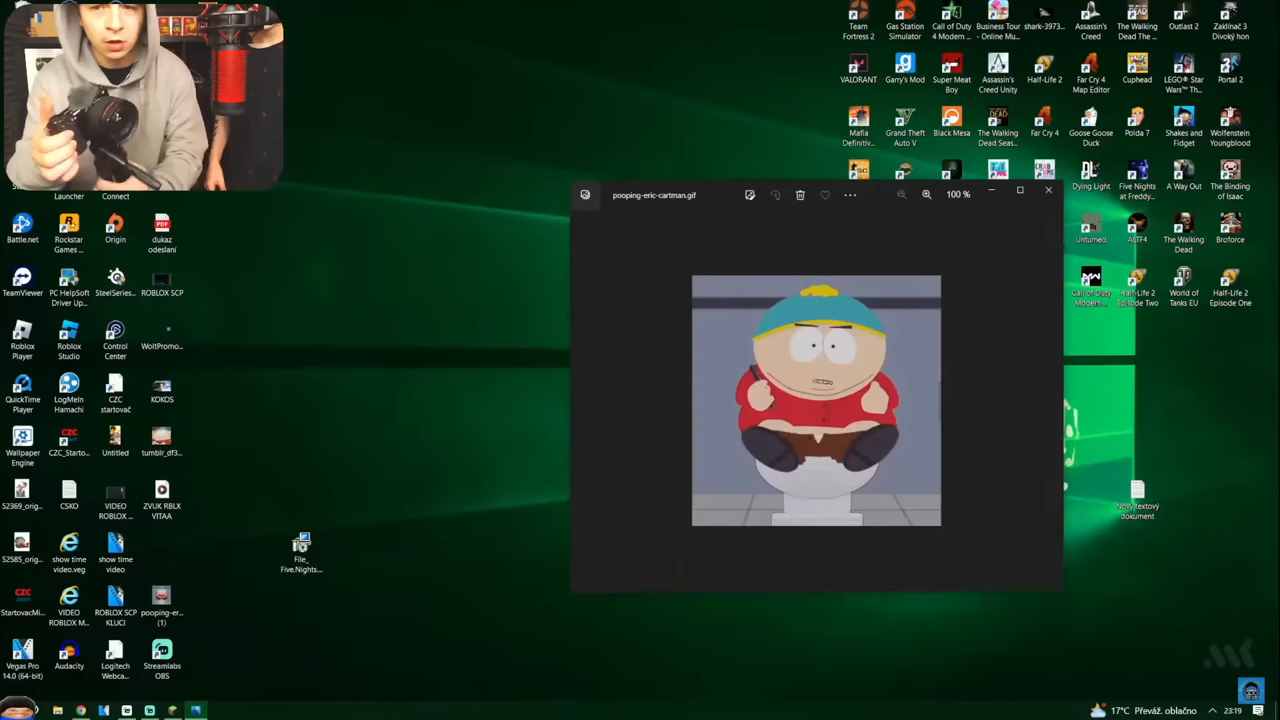 Launcher
Connect
Battle.net
Rockstar
Games ...
Origin
dukaz
odeslaní
TeamViewer
PC HelpSoft
Driver Up...
SteelSeries...
ROBLOX SCP
Roblox
Player
Roblox
Studio
Control
Center
WoltPromo...
QuickTime
Player
LogMeIn
Hamachi
CZC
startovač
KOKOS
Wallpaper
Engine
CZC_Starto...
Untitled
tumblr_df3...
52369_orig...
CSKO
VIDEO
ROBLOX ...
ZVUK RBLX
VITAA
52585_orig...
show time
video.veg
show time
video
File_
Five.Nights...
StartovacMi...
VIDEO
ROBLOX M...
ROBLOX SCP
KLUCI
pooping-er...
(1)
Vegas Pro
14.0 (64-bit)
Audacity
Logitech
Webca...
Streamlabs
OBS
pooping-eric-cartman.gif
100 %
Team
Fortress 2
Gas Station
Simulator
Call of Duty
4 Modern ...
Business
Tour -
Online Mu...
shark-3973...
Assassin's
Creed
The Walking
Dead The ...
Outlast 2
Zaklínač 3
Divoký hon
VALORANT
Garry's Mod
Super Meat
Boy
Assassin's
Creed Unity
Half-Life 2
Far Cry 4
Map Editor
Cuphead
LEGO® Star
Wars™ Th...
Portal 2
Mafia
Definitiv...
Grand Theft
Auto V
Black Mesa
The Walking
Dead Seas...
Far Cry 4
Goose Goose
Duck
Polda 7
Shakes and
Fidget
Wolfenstein
Youngblood
Dying Light
Five Nights
at Freddy...
A Way Out
The Binding
of Isaac
Unturned
ALTF4
The Walking
Dead
Broforce
Call of Duty
Modern ...
Half-Life 2
Episode Two
World of
Tanks EU
Half-Life 2
Episode One
Nový textový
dokument
17°C Převáž. oblačno
23:19